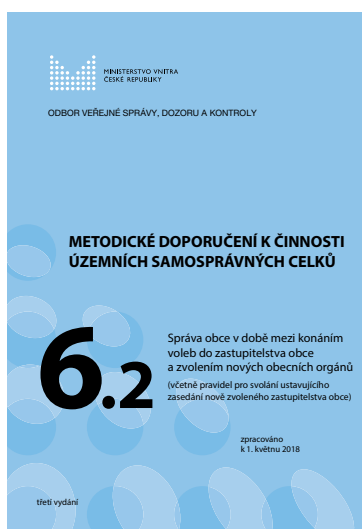 MINISTERSTVO VNITRA
ČESKÉ REPUBLIKY
ODBOR VEŘEJNÉ SPRÁVY, DOZORU A KONTROLY
METODICKÉ DOPORUČENÍ K ČINNOSTI
ÚZEMNÍCH SAMOSPRÁVNÝCH CELKŮ
6.2
Správa obce v době mezi konáním
voleb do zastupitelstva obce
a zvolením nových obecních orgánů
(včetně pravidel pro svolání ustavujícího
zasedání nově zvoleného zastupitelstva obce)
zpracováno
k 1. květnu 2018
třetí vydání